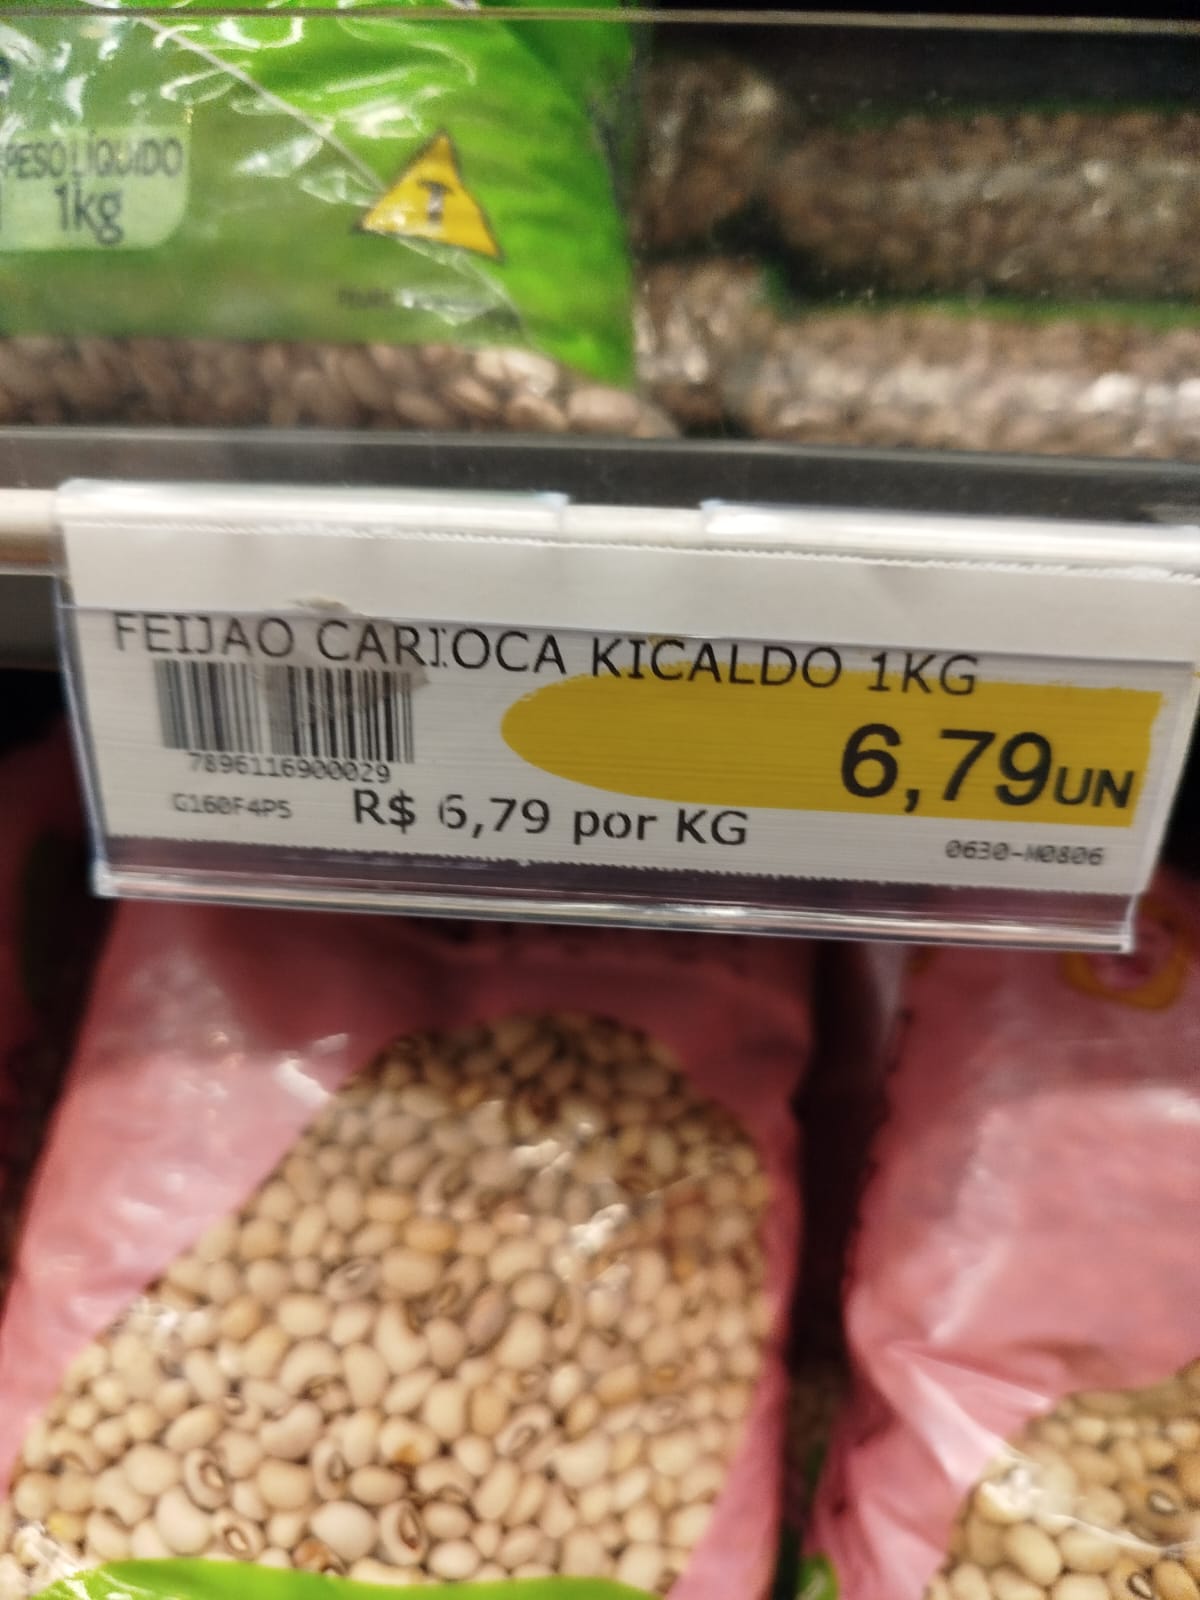 PESO LÍQUIDO
1kg
T
FEIJAO CARIOCA KICALDO 1KG
6,79UN
7896116900029
G160F4P5
R$ 6,79 por KG
0630-M0806